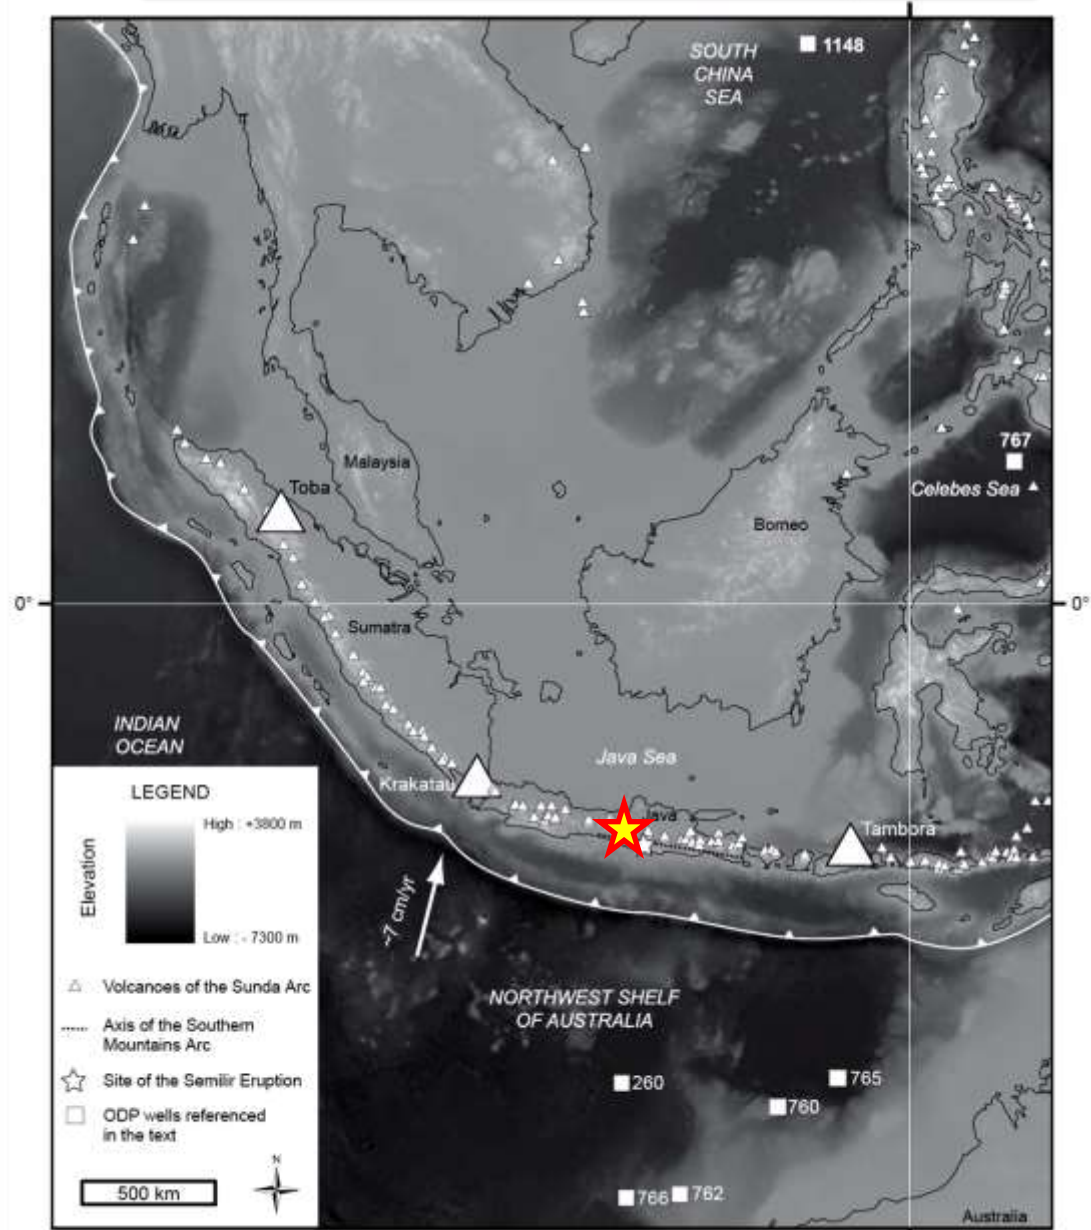 SOUTH
CHINA
SEA
1148
Malaysia
767
Celebes Sea
Toba
Borneo
0°
0°
Sumatra
INDIAN
OCEAN
Java Sea
Krakatau
Java
Tambora
~7 cm/yr
NORTHWEST SHELF
OF AUSTRALIA
260
765
760
766
762
Australia
LEGEND
Elevation
High : +3800 m
Low : - 7300 m
Volcanoes of the Sunda Arc
Axis of the Southern
Mountains Arc
Site of the Semilir Eruption
ODP wells referenced
in the text
500 km
N